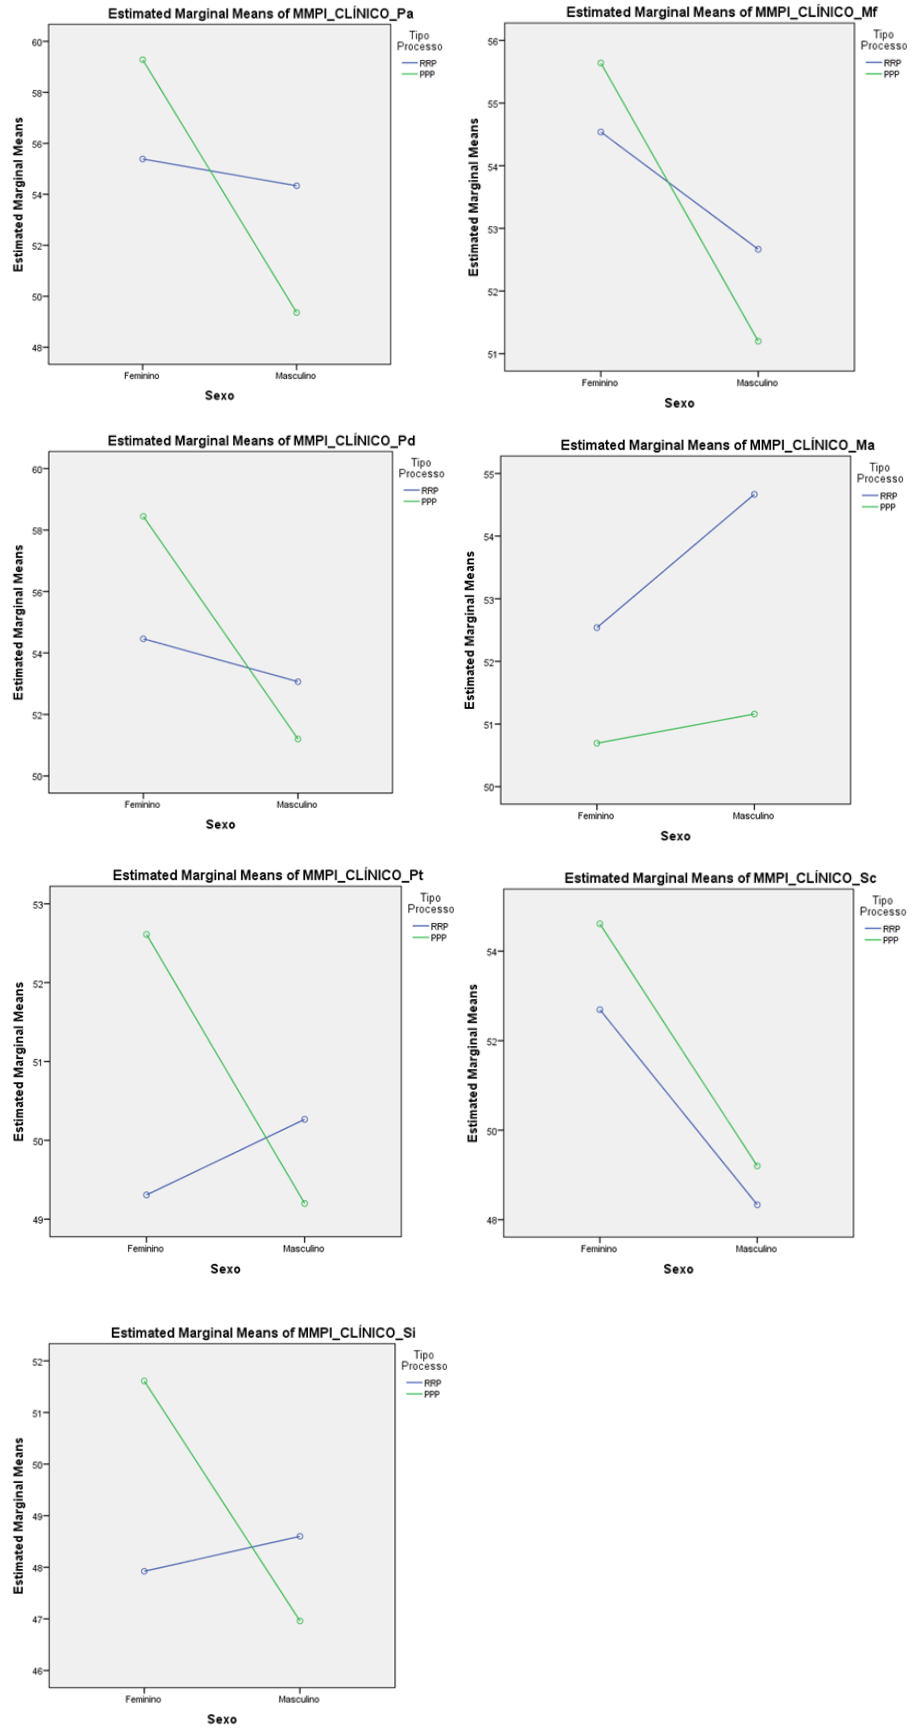 Estimated Marginal Means of MMPI_CLÍNICO_Pa
Tipo
Processo
RRP
PPP
60
58
56
54
52
50
48
Estimated Marginal Means
Feminino
Masculino
Sexo
Estimated Marginal Means of MMPI_CLÍNICO_Mf
Tipo
Processo
RRP
PPP
56
55
54
53
52
51
Estimated Marginal Means
Feminino
Masculino
Sexo
Estimated Marginal Means of MMPI_CLÍNICO_Pd
Tipo
Processo
RRP
PPP
60
58
56
54
52
50
Estimated Marginal Means
Feminino
Masculino
Sexo
Estimated Marginal Means of MMPI_CLÍNICO_Ma
Tipo
Processo
RRP
PPP
55
54
53
52
51
50
Estimated Marginal Means
Feminino
Masculino
Sexo
Estimated Marginal Means of MMPI_CLÍNICO_Pt
Tipo
Processo
RRP
PPP
53
52
51
50
49
Estimated Marginal Means
Feminino
Masculino
Sexo
Estimated Marginal Means of MMPI_CLÍNICO_Sc
Tipo
Processo
RRP
PPP
54
52
50
48
Estimated Marginal Means
Feminino
Masculino
Sexo
Estimated Marginal Means of MMPI_CLÍNICO_Si
Tipo
Processo
RRP
PPP
52
51
50
49
48
47
46
Estimated Marginal Means
Feminino
Masculino
Sexo